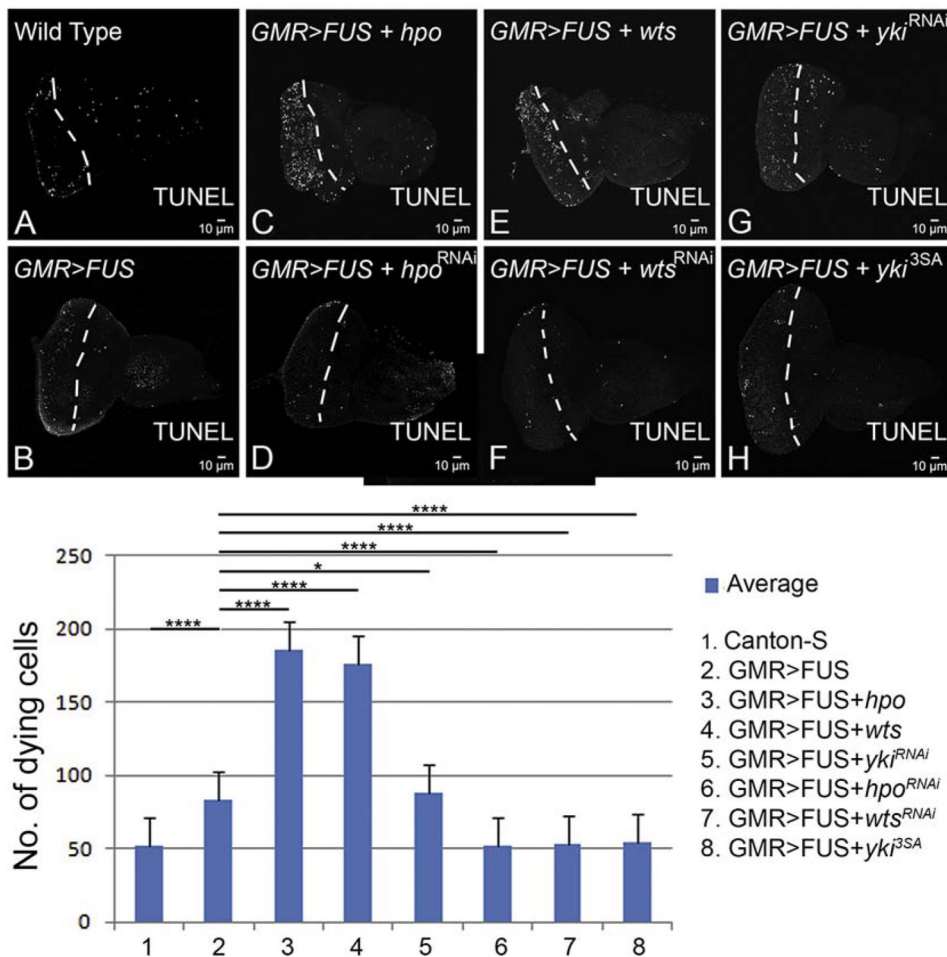 Wild Type
TUNEL
A
10 µm
GMR>FUS + hpo
TUNEL
C
10 µm
GMR>FUS + wts
TUNEL
E
10 µm
GMR>FUS + yki^RNAi
TUNEL
G
10 µm
GMR>FUS
TUNEL
B
10 µm
GMR>FUS + hpo^RNAi
TUNEL
D
10 µm
GMR>FUS + wts^RNAi
TUNEL
F
10 µm
GMR>FUS + yki^3SA
TUNEL
H
10 µm
****
****
****
*
****
****
****
No. of dying cells
250
200
150
100
50
0
1 2 3 4 5 6 7 8
Average
1. Canton-S
2. GMR>FUS
3. GMR>FUS+hpo
4. GMR>FUS+wts
5. GMR>FUS+yki^RNAi
6. GMR>FUS+hpo^RNAi
7. GMR>FUS+wts^RNAi
8. GMR>FUS+yki^3SA